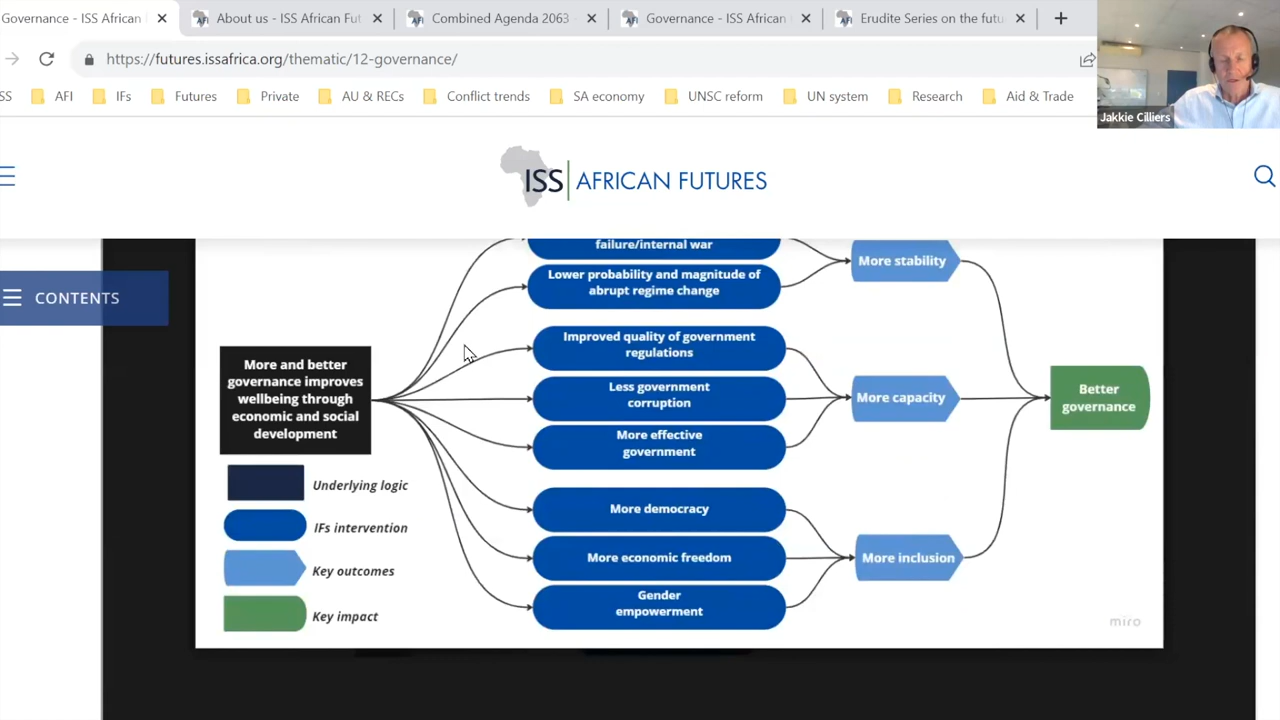 Governance - ISS African
About us - ISS African Fut
Combined Agenda 2063
Governance - ISS African
Erudite Series on the futu
https://futures.issafrica.org/thematic/12-governance/
SS
AFI
IFs
Futures
Private
AU & RECs
Conflict trends
SA economy
UNSC reform
UN system
Research
Aid & Trade
Jakkie Cilliers
ISS
AFRICAN FUTURES
CONTENTS
failure/internal war
Lower probability and magnitude of
abrupt regime change
More stability
Improved quality of government
regulations
Less government
corruption
More effective
government
More capacity
More and better
governance improves
wellbeing through
economic and social
development
Better
governance
More democracy
More economic freedom
Gender
empowerment
More inclusion
Underlying logic
IFs intervention
Key outcomes
Key impact
miro